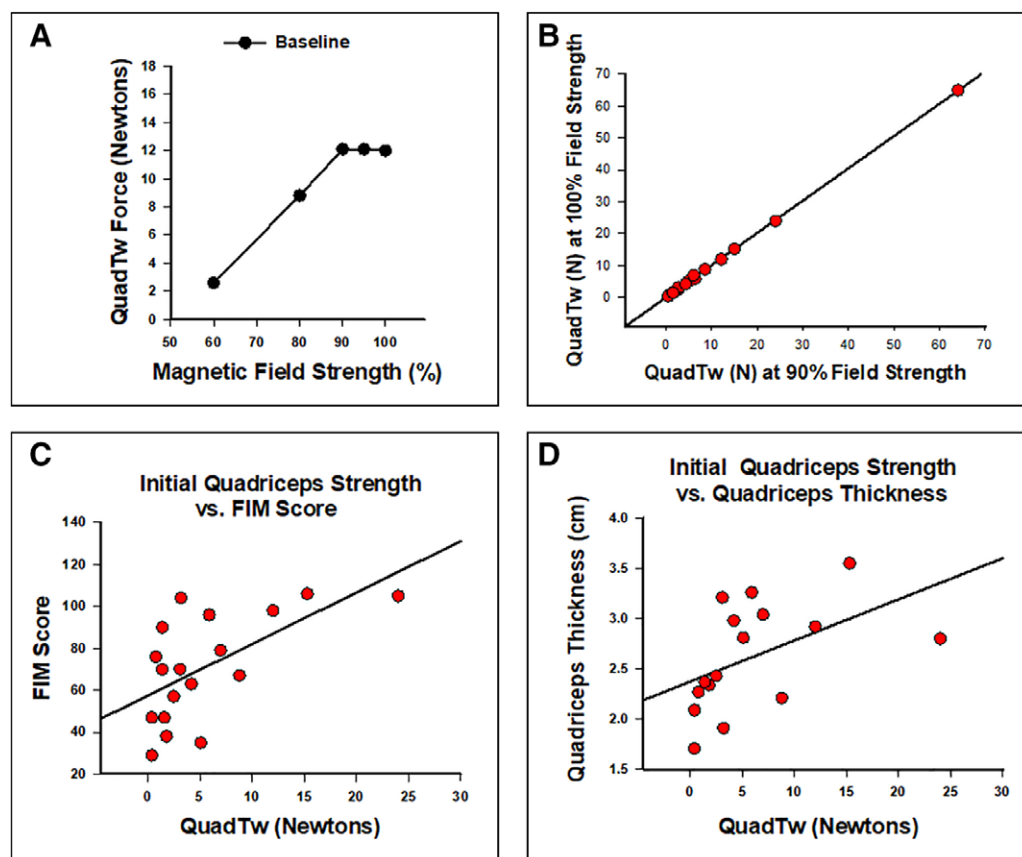 A
Baseline
QuadTw Force (Newtons)
18
16
14
12
10
8
6
4
2
0
50 60 70 80 90 100
Magnetic Field Strength (%)
B
QuadTw (N) at 100% Field Strength
70
60
50
40
30
20
10
0
0 10 20 30 40 50 60 70
QuadTw (N) at 90% Field Strength
C
Initial Quadriceps Strength
vs. FIM Score
FIM Score
140
120
100
80
60
40
20
0 5 10 15 20 25 30
QuadTw (Newtons)
D
Initial Quadriceps Strength
vs. Quadriceps Thickness
Quadriceps Thickness (cm)
4.0
3.5
3.0
2.5
2.0
1.5
0 5 10 15 20 25 30
QuadTw (Newtons)